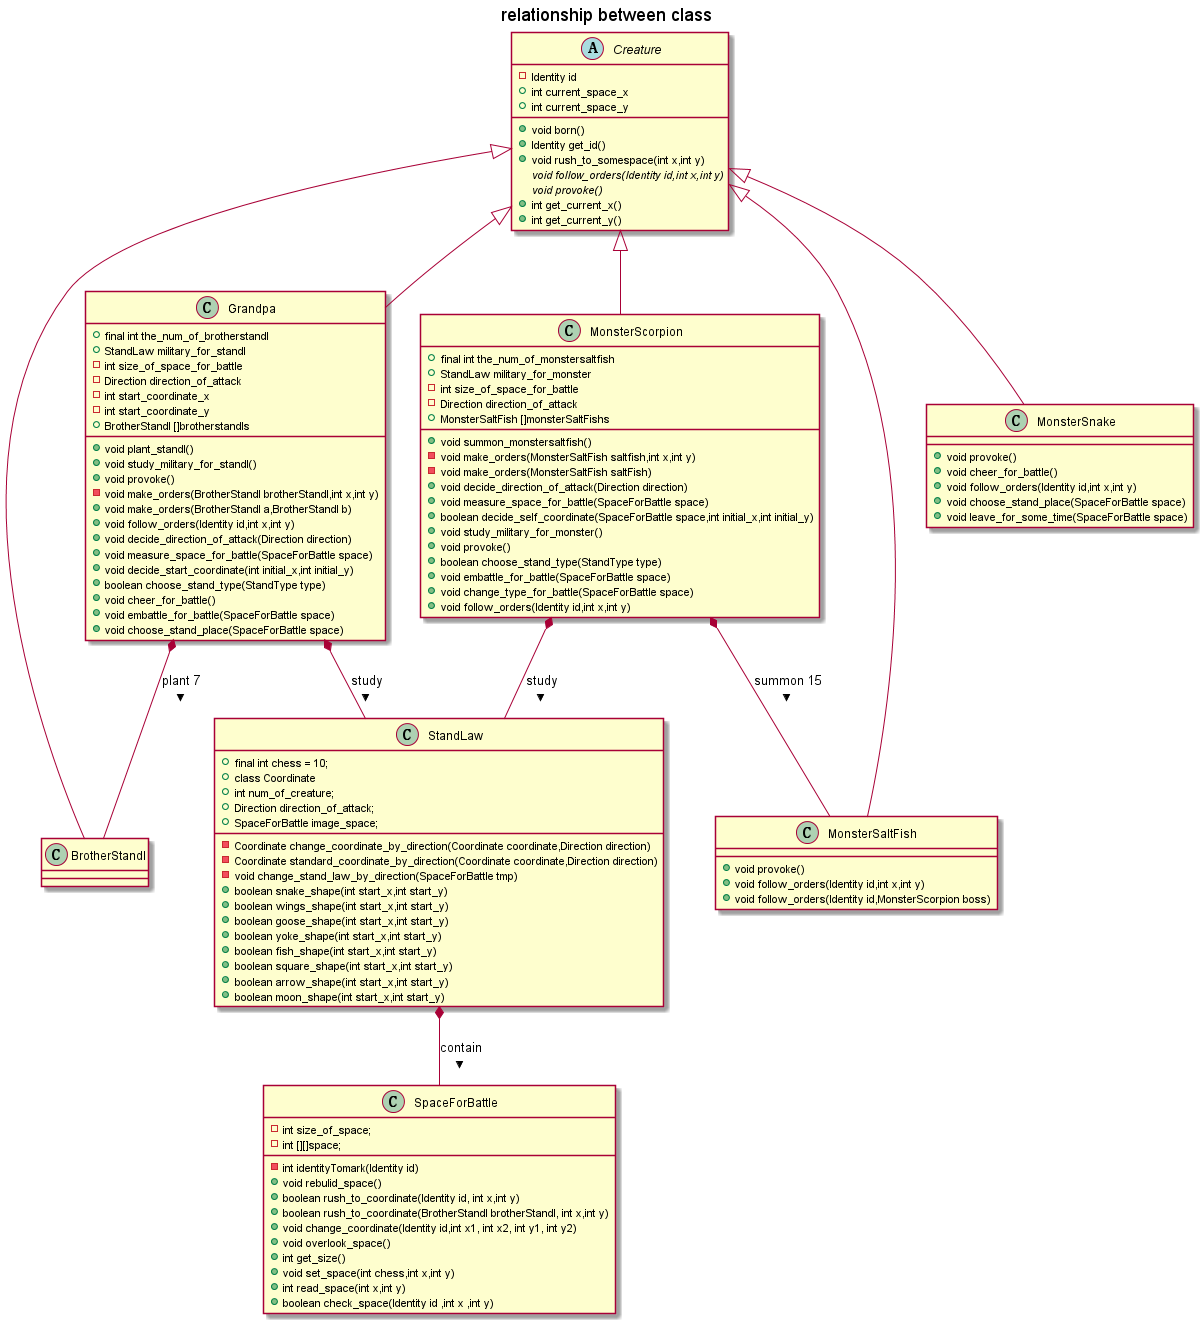 relationship between class
A Creature
Identity id
int current_space_x
int current_space_y
void born()
Identity get_id()
void rush_to_somespace(int x,int y)
void follow_orders(Identity id,int x,int y)
void provoke()
int get_current_x()
int get_current_y()
C Grandpa
final int the_num_of_brotherstandl
StandLaw military_for_standl
int size_of_space_for_battle
Direction direction_of_attack
int start_coordinate_x
int start_coordinate_y
BrotherStandl []brotherstandls
void plant_standl()
void study_military_for_standl()
void provoke()
void make_orders(BrotherStandl brotherStandl,int x,int y)
void make_orders(BrotherStandl a,BrotherStandl b)
void follow_orders(Identity id,int x,int y)
void decide_direction_of_attack(Direction direction)
void measure_space_for_battle(SpaceForBattle space)
void decide_start_coordinate(int initial_x,int initial_y)
boolean choose_stand_type(StandType type)
void cheer_for_battle()
void embattle_for_battle(SpaceForBattle space)
void choose_stand_place(SpaceForBattle space)
C MonsterScorpion
final int the_num_of_monstersaltfish
StandLaw military_for_monster
int size_of_space_for_battle
Direction direction_of_attack
MonsterSaltFish []monsterSaltFishs
void summon_monstersaltfish()
void make_orders(MonsterSaltFish saltfish,int x,int y)
void make_orders(MonsterSaltFish saltFish)
void decide_direction_of_attack(Direction direction)
void measure_space_for_battle(SpaceForBattle space)
boolean decide_self_coordinate(SpaceForBattle space,int initial_x,int initial_y)
void study_military_for_monster()
void provoke()
boolean choose_stand_type(StandType type)
void embattle_for_battle(SpaceForBattle space)
void change_type_for_battle(SpaceForBattle space)
void follow_orders(Identity id,int x,int y)
C MonsterSnake
void provoke()
void cheer_for_battle()
void follow_orders(Identity id,int x,int y)
void choose_stand_place(SpaceForBattle space)
void leave_for_some_time(SpaceForBattle space)
plant 7
study
study
summon 15
C StandLaw
final int chess = 10;
class Coordinate
int num_of_creature;
Direction direction_of_attack;
SpaceForBattle image_space;
Coordinate change_coordinate_by_direction(Coordinate coordinate,Direction direction)
Coordinate standard_coordinate_by_direction(Coordinate coordinate,Direction direction)
void change_stand_law_by_direction(SpaceForBattle tmp)
boolean snake_shape(int start_x,int start_y)
boolean wings_shape(int start_x,int start_y)
boolean goose_shape(int start_x,int start_y)
boolean yoke_shape(int start_x,int start_y)
boolean fish_shape(int start_x,int start_y)
boolean square_shape(int start_x,int start_y)
boolean arrow_shape(int start_x,int start_y)
boolean moon_shape(int start_x,int start_y)
C BrotherStandl
C MonsterSaltFish
void provoke()
void follow_orders(Identity id,int x,int y)
void follow_orders(Identity id,MonsterScorpion boss)
contain
C SpaceForBattle
int size_of_space;
int [][]space;
int identityTomark(Identity id)
void rebulid_space()
boolean rush_to_coordinate(Identity id, int x,int y)
boolean rush_to_coordinate(BrotherStandl brotherStandl, int x,int y)
void change_coordinate(Identity id,int x1, int x2, int y1, int y2)
void overlook_space()
int get_size()
void set_space(int chess,int x,int y)
int read_space(int x,int y)
boolean check_space(Identity id ,int x ,int y)